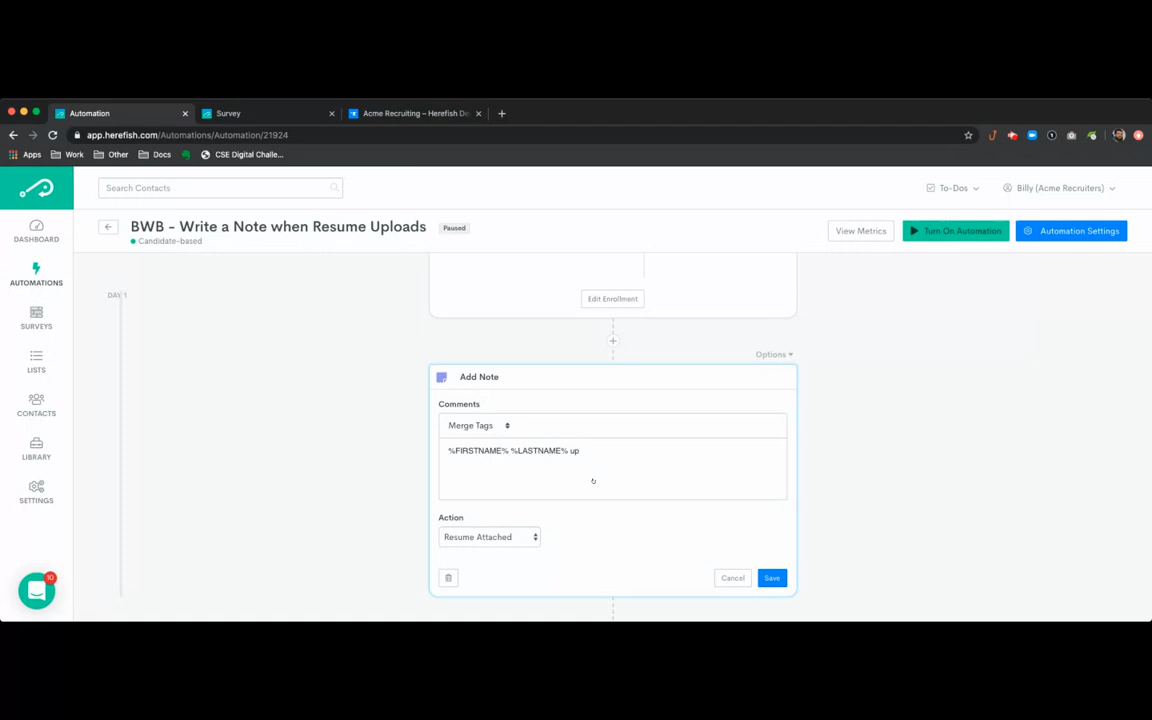 Automation
Survey
Acme Recruiting – Herefish De
app.herefish.com/Automations/Automation/21924
Apps
Work
Other
Docs
CSE Digital Challe...
Search Contacts
To-Dos
Billy (Acme Recruiters)
BWB - Write a Note when Resume Uploads
Paused
Candidate-based
View Metrics
Turn On Automation
Automation Settings
DASHBOARD
AUTOMATIONS
SURVEYS
LISTS
CONTACTS
LIBRARY
SETTINGS
10
DAY 1
Edit Enrollment
Options
Add Note
Comments
Merge Tags
%FIRSTNAME% %LASTNAME% up
Action
Resume Attached
Cancel
Save